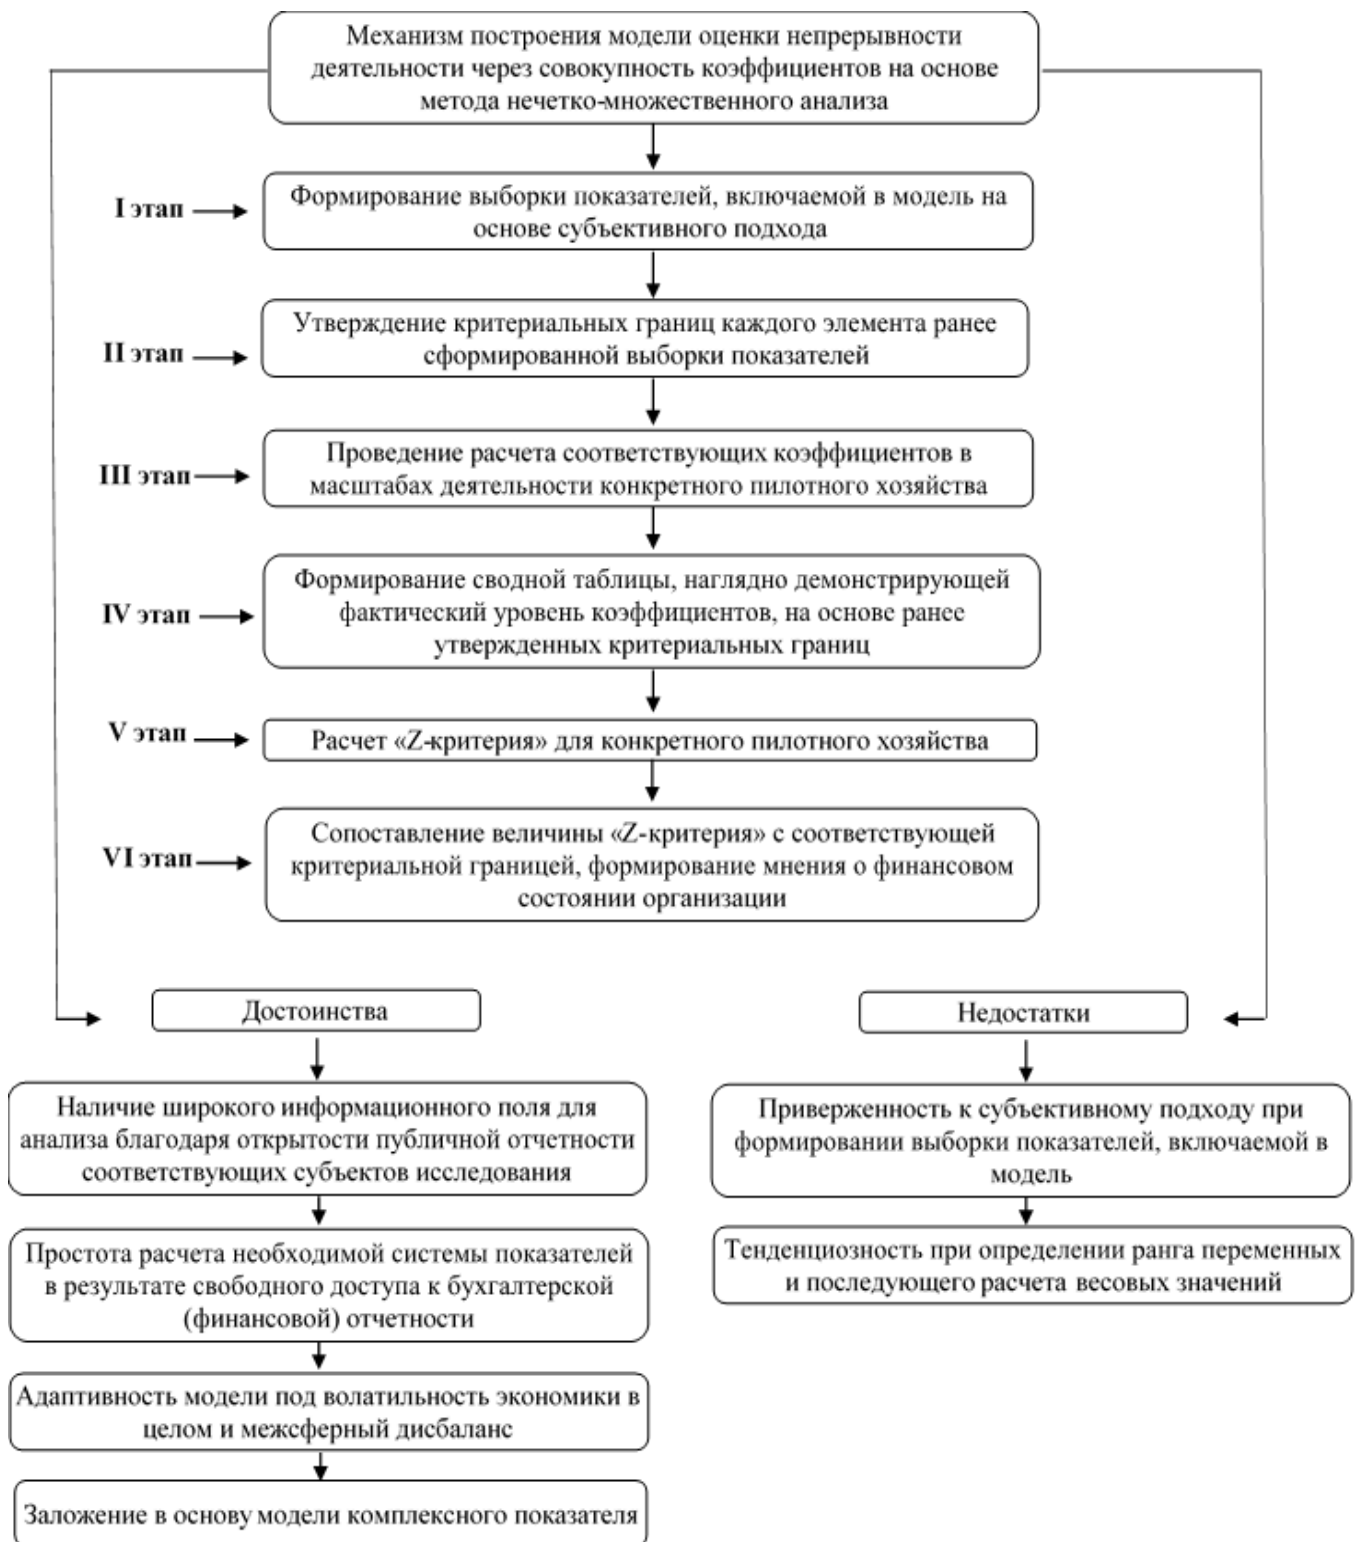 Механизм построения модели оценки непрерывности
деятельности через совокупность коэффициентов на основе
метода нечетко-множественного анализа
I этап
Формирование выборки показателей, включаемой в модель на
основе субъективного подхода
II этап
Утверждение критериальных границ каждого элемента ранее
сформированной выборки показателей
III этап
Проведение расчета соответствующих коэффициентов в
масштабах деятельности конкретного пилотного хозяйства
IV этап
Формирование сводной таблицы, наглядно демонстрирующей
фактический уровень коэффициентов, на основе ранее
утвержденных критериальных границ
V этап
Расчет «Z-критерия» для конкретного пилотного хозяйства
VI этап
Сопоставление величины «Z-критерия» с соответствующей
критериальной границей, формирование мнения о финансовом
состоянии организации
Достоинства
Наличие широкого информационного поля для
анализа благодаря открытости публичной отчетности
соответствующих субъектов исследования
Простота расчета необходимой системы показателей
в результате свободного доступа к бухгалтерской
(финансовой) отчетности
Адаптивность модели под волатильность экономики в
целом и межсферный дисбаланс
Заложение в основу модели комплексного показателя
Недостатки
Приверженность к субъективному подходу при
формировании выборки показателей, включаемой в
модель
Тенденциозность при определении ранга переменных
и последующего расчета весовых значений